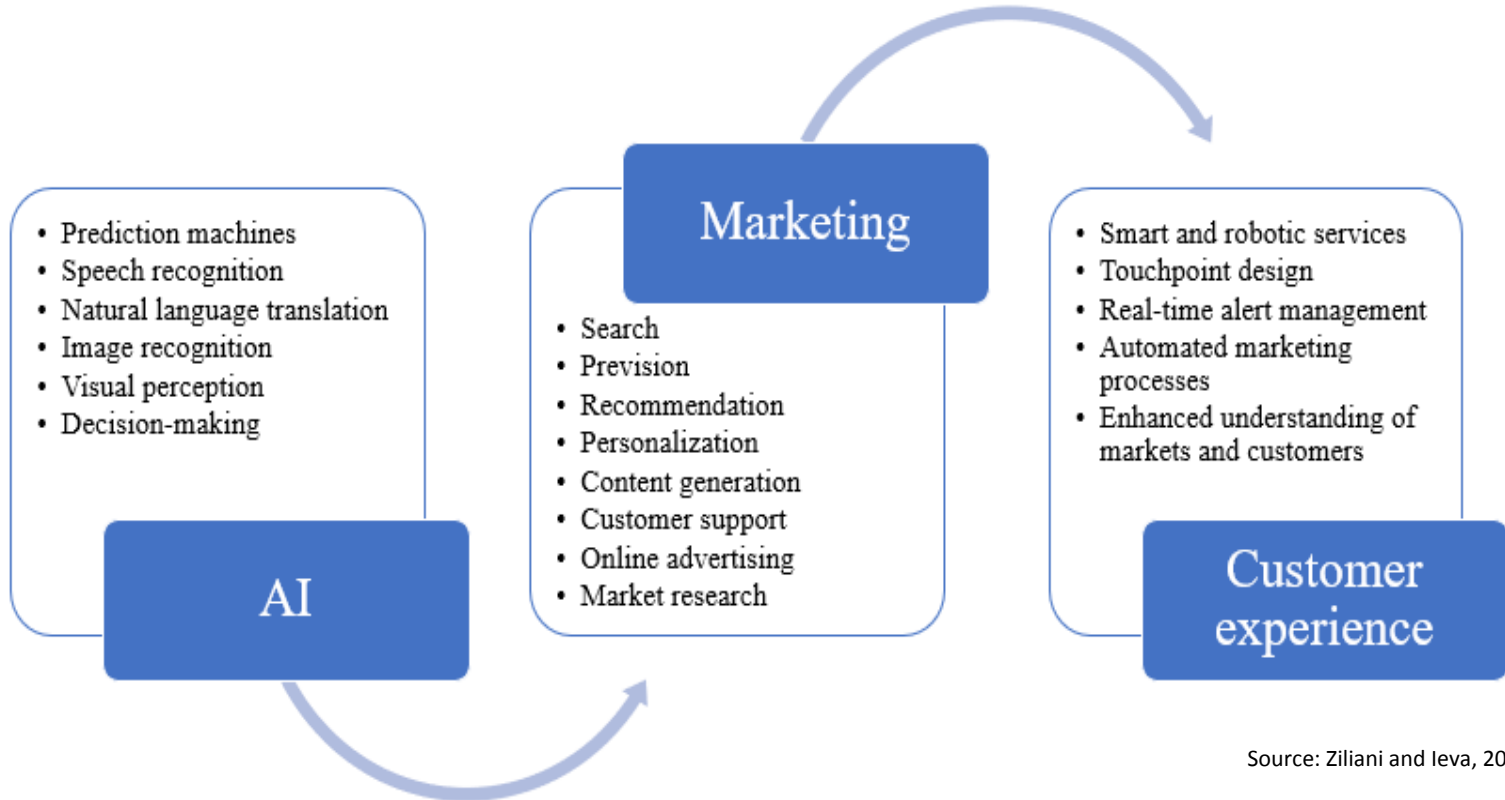 • Prediction machines
• Speech recognition
• Natural language translation
• Image recognition
• Visual perception
• Decision-making
AI
Marketing
• Search
• Prevision
• Recommendation
• Personalization
• Content generation
• Customer support
• Online advertising
• Market research
• Smart and robotic services
• Touchpoint design
• Real-time alert management
• Automated marketing
processes
• Enhanced understanding of
markets and customers
Customer
experience
Source: Ziliani and Ieva, 20